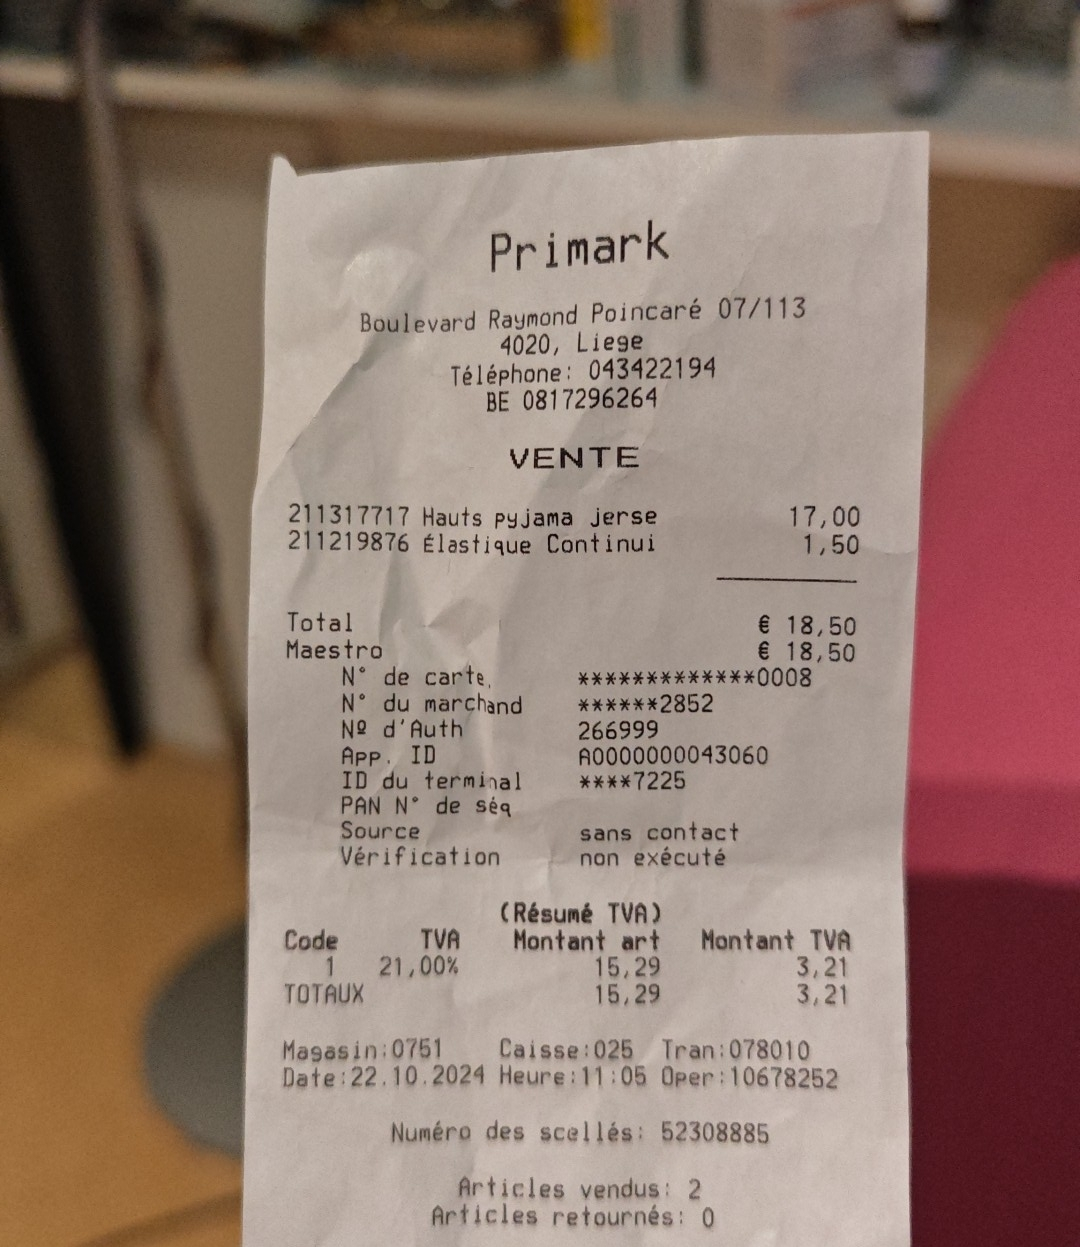 Primark
Boulevard Raymond Poincaré 07/113
4020, Liege
Téléphone: 043422194
BE 0817296264
VENTE
211317717 Hauts pyjama jerse 17,00
211219876 Élastique Continui 1,50
Total € 18,50
Maestro € 18,50
N° de carte, *************0008
N° du marchand ******2852
Nº d'Auth 266999
App. ID A0000000043060
ID du terminal ****7225
PAN N° de séq
Source sans contact
Vérification non exécuté
(Résumé TVA)
Code TVA Montant art Montant TVA
1 21,00% 15,29 3,21
TOTAUX 15,29 3,21
Magasin:0751 Caisse:025 Tran:078010
Date:22.10.2024 Heure:11:05 Oper:10678252
Numéro des scellés: 52308885
Articles vendus: 2
Articles retournés: 0